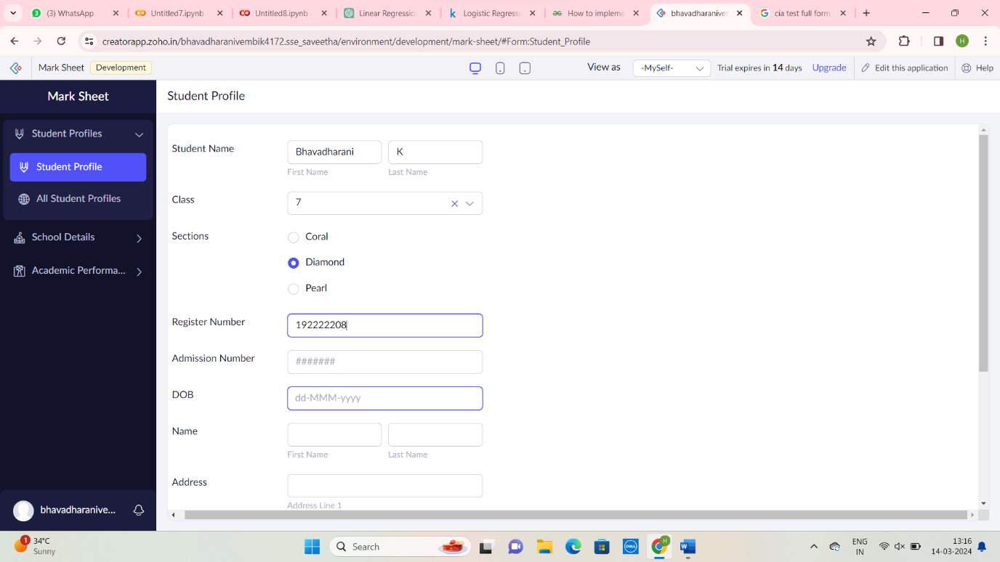 (3) WhatsApp
Untitled7.ipynb
Untitled8.ipynb
Linear Regressio
Logistic Regressi
How to impleme
bhavadharaniver
cia test full form
creatorapp.zoho.in/bhavadharanivembik4172.sse_saveetha/environment/development/mark-sheet/#Form:Student_Profile
H
Mark Sheet
Development
View as
-MySelf-
Trial expires in 14 days
Upgrade
Edit this application
Help
Mark Sheet
Student Profiles
Student Profile
All Student Profiles
School Details
Academic Performa...
bhavadharanive...
Student Profile
Student Name
Bhavadharani
K
First Name
Last Name
Class
7
Sections
Coral
Diamond
Pearl
Register Number
192222208
Admission Number
#######
DOB
dd-MMM-yyyy
Name
First Name
Last Name
Address
Address Line 1
1
34°C
Sunny
Search
DELL
H
W
ENG
IN
13:16
14-03-2024